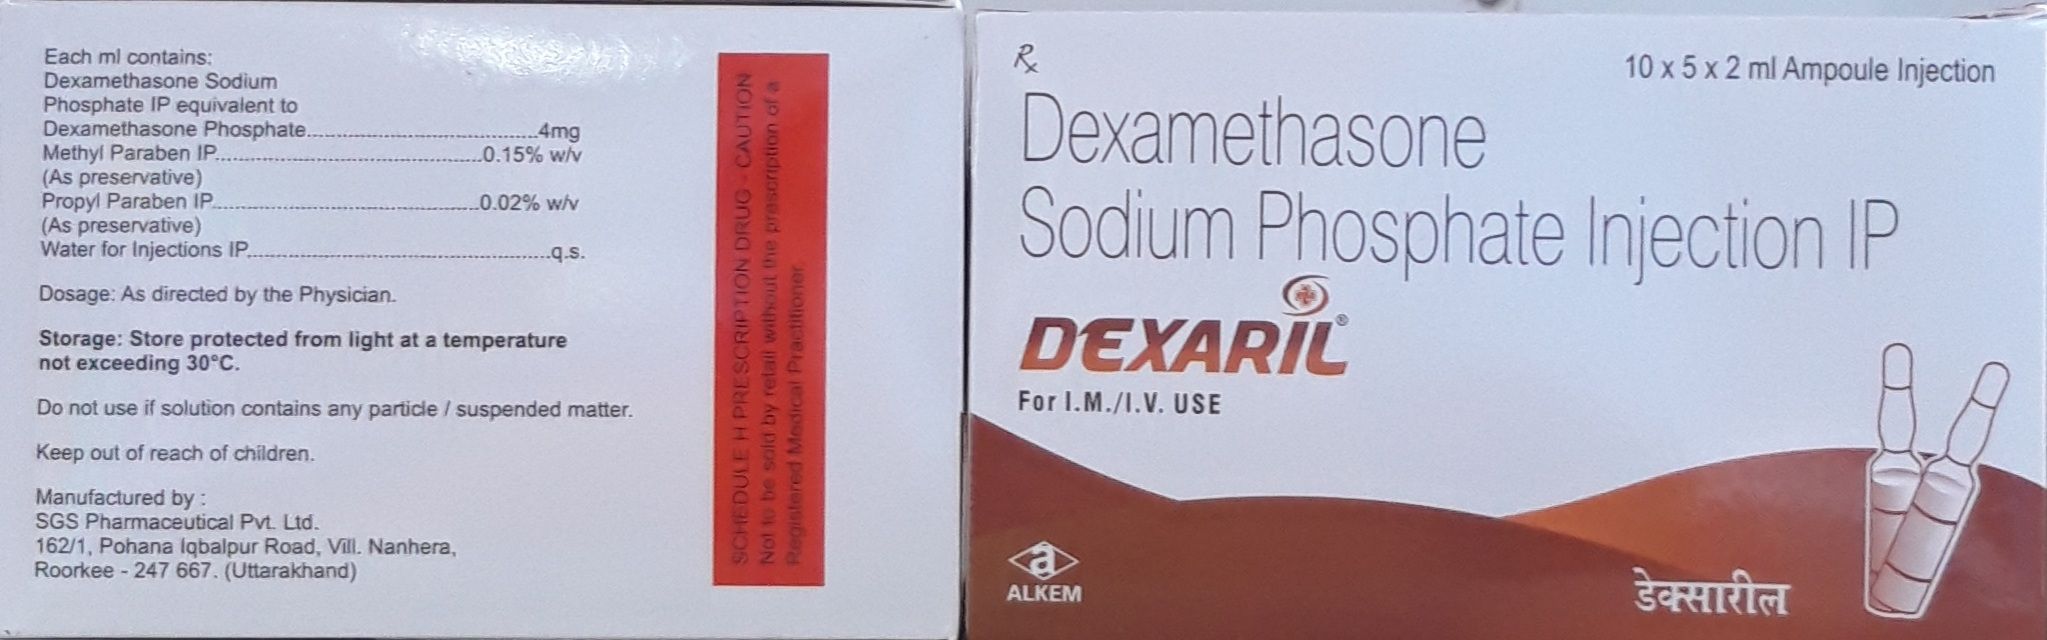 Each ml contains:
Dexamethasone Sodium
Phosphate IP equivalent to
Dexamethasone Phosphate....................................4mg
Methyl Paraben IP..........................................0.15% w/v
(As preservative)
Propyl Paraben IP..........................................0.02% w/v
(As preservative)
Water for Injections IP................................................q.s.
Dosage: As directed by the Physician.
Storage: Store protected from light at a temperature
not exceeding 30°C.
Do not use if solution contains any particle / suspended matter.
Keep out of reach of children.
Manufactured by :
SGS Pharmaceutical Pvt. Ltd.
162/1, Pohana Iqbalpur Road, Vill. Nanhera,
Roorkee - 247 667. (Uttarakhand)
SCHEDULE H PRESCRIPTION DRUG - CAUTION
Not to be sold by retail without the prescription of a
Registered Medical Practitioner.
Rx
10 x 5 x 2 ml Ampoule Injection
Dexamethasone
Sodium Phosphate Injection IP
DEXARIL®
For I.M./I.V. USE
a
ALKEM
डेक्सारील